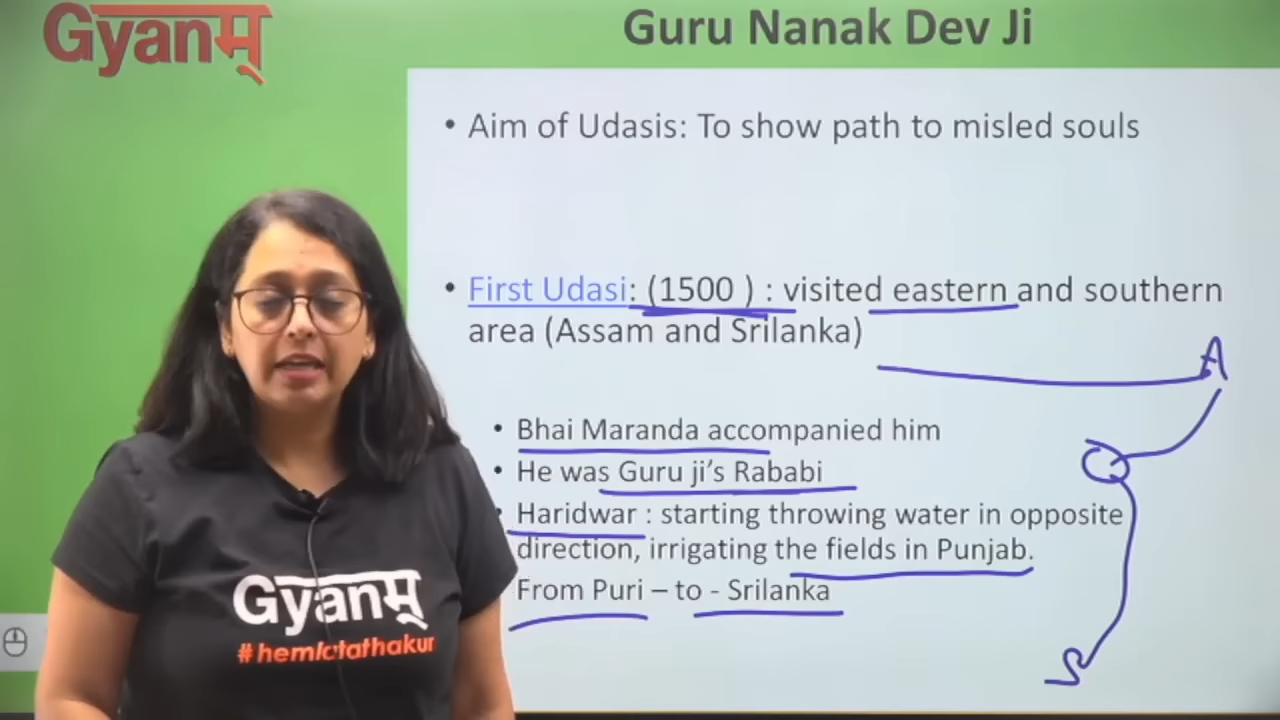 Gyanम्
Guru Nanak Dev Ji
• Aim of Udasis: To show path to misled souls
• First Udasi: (1500 ) : visited eastern and southern
area (Assam and Srilanka)
A
• Bhai Maranda accompanied him
• He was Guru ji's Rababi
• Haridwar : starting throwing water in opposite
direction, irrigating the fields in Punjab.
From Puri – to - Srilanka
S
Gyanम्
#hemlatathakur